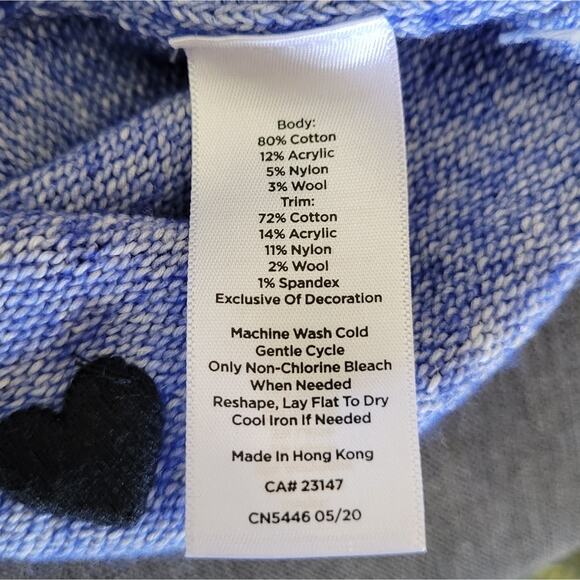 Body:
80% Cotton
12% Acrylic
5% Nylon
3% Wool
Trim:
72% Cotton
14% Acrylic
11% Nylon
2% Wool
1% Spandex
Exclusive Of Decoration
Machine Wash Cold
Gentle Cycle
Only Non-Chlorine Bleach
When Needed
Reshape, Lay Flat To Dry
Cool Iron If Needed
Made In Hong Kong
CA# 23147
CN5446 05/20